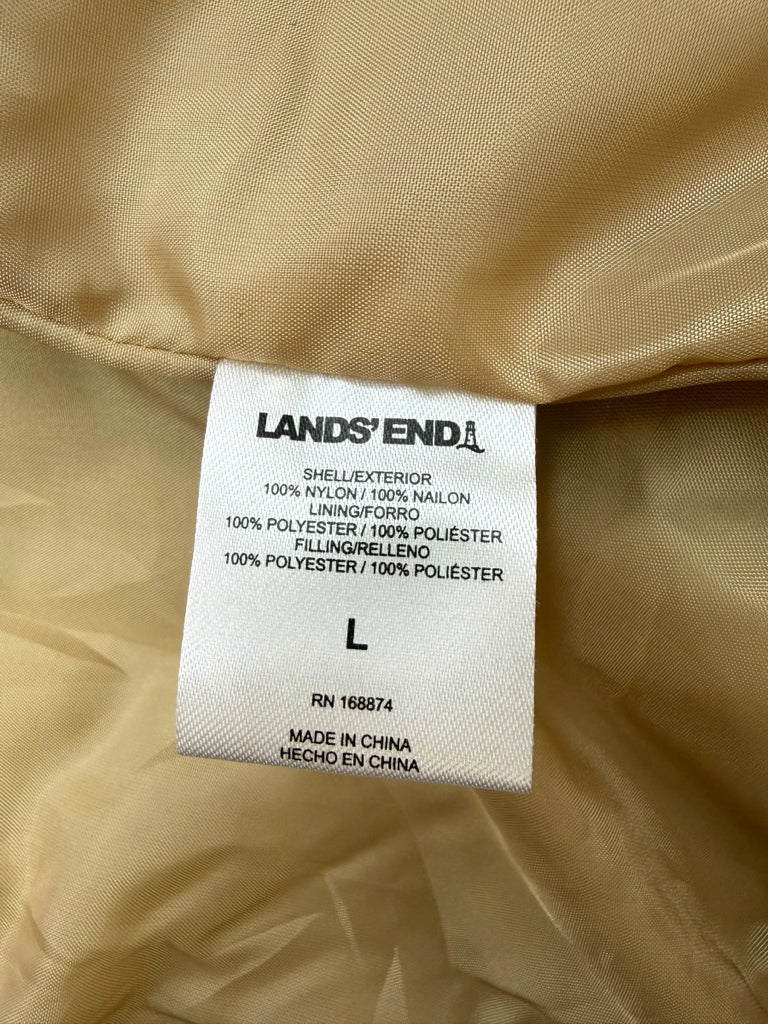 LANDS' END
SHELL/EXTERIOR
100% NYLON / 100% NAILON
LINING/FORRO
100% POLYESTER / 100% POLIÉSTER
FILLING/RELLENO
100% POLYESTER / 100% POLIÉSTER
L
RN 168874
MADE IN CHINA
HECHO EN CHINA